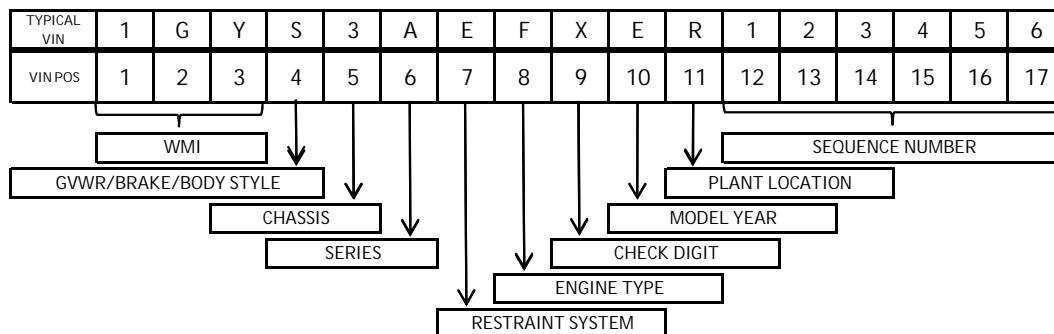 TYPICAL VIN 1 G Y S 3 A E F X E R 1 2 3 4 5 6
VIN POS 1 2 3 4 5 6 7 8 9 10 11 12 13 14 15 16 17
WMI SEQUENCE NUMBER
GVWR/BRAKE/BODY STYLE PLANT LOCATION
CHASSIS MODEL YEAR
SERIES CHECK DIGIT
ENGINE TYPE
RESTRAINT SYSTEM